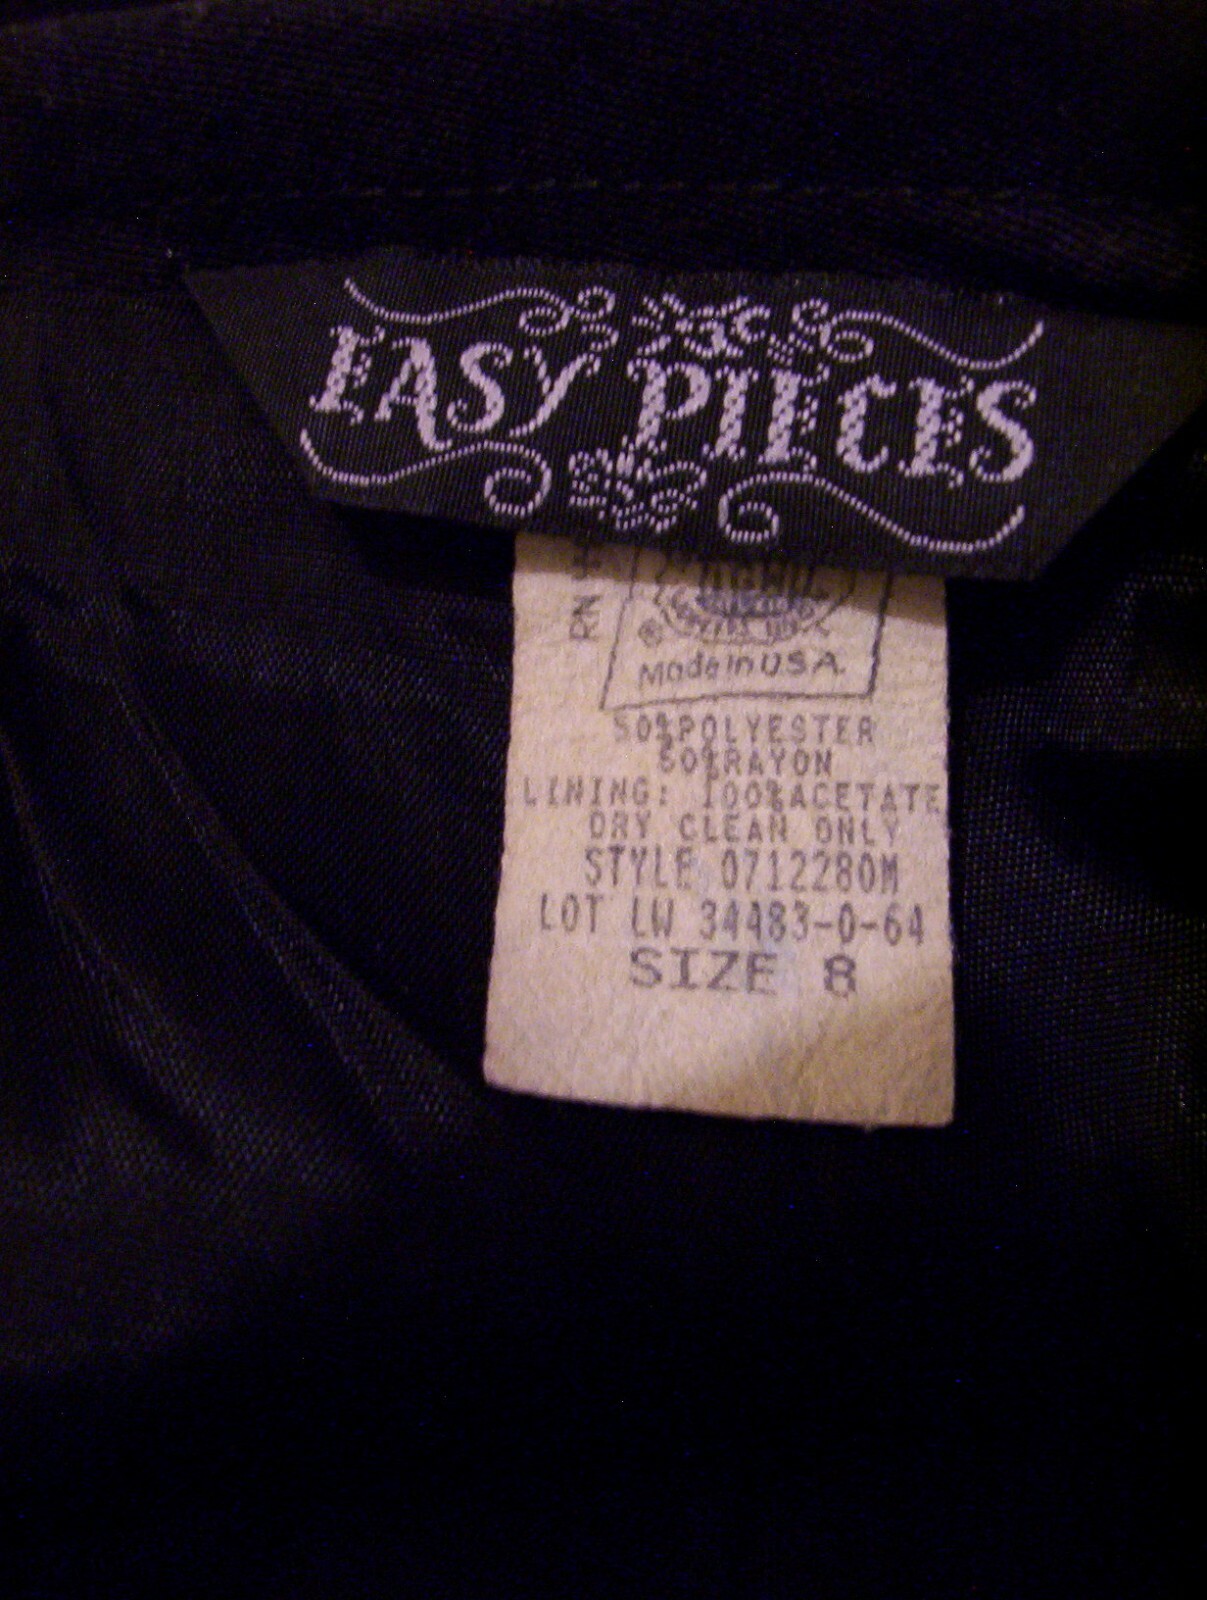 EASY PIECES
RN
®
Made in U.S.A.
50%POLYESTER
50%RAYON
LINING: 100%ACETATE
DRY CLEAN ONLY
STYLE 0712280M
LOT LW 34483-0-64
SIZE 8